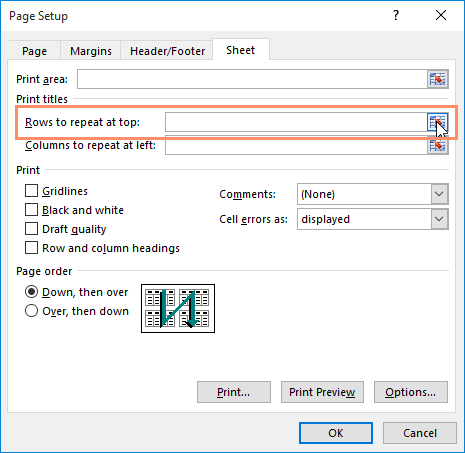 Page Setup ? ×
Page Margins Header/Footer Sheet
Print area:
Print titles
Rows to repeat at top:
Columns to repeat at left:
Print
Gridlines Comments: (None)
Black and white Cell errors as: displayed
Draft quality
Row and column headings
Page order
Down, then over
Over, then down
Print... Print Preview Options...
OK Cancel